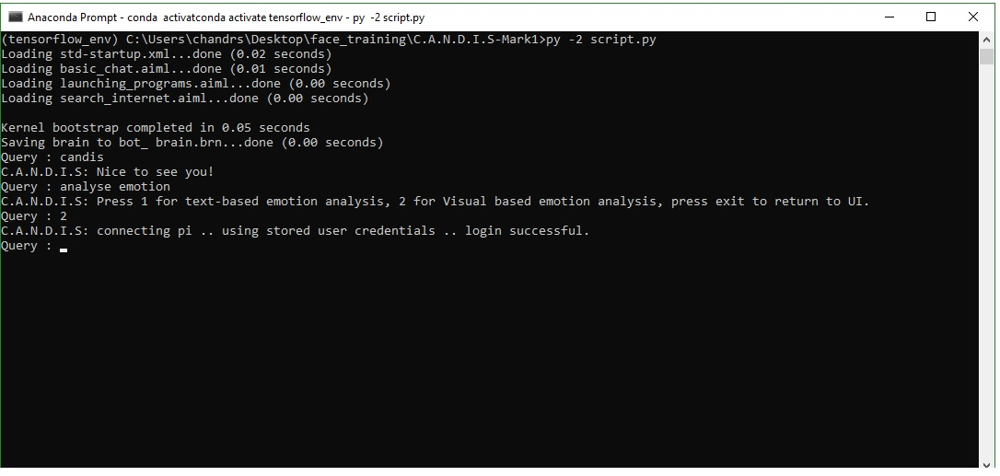 Anaconda Prompt - conda  activatconda activate tensorflow_env - py  -2 script.py
(tensorflow_env) C:\Users\chandrs\Desktop\face_training\C.A.N.D.I.S-Mark1>py -2 script.py
Loading std-startup.xml...done (0.02 seconds)
Loading basic_chat.aiml...done (0.01 seconds)
Loading launching_programs.aiml...done (0.00 seconds)
Loading search_internet.aiml...done (0.00 seconds)
Kernel bootstrap completed in 0.05 seconds
Saving brain to bot_ brain.brn...done (0.00 seconds)
Query : candis
C.A.N.D.I.S: Nice to see you!
Query : analyse emotion
C.A.N.D.I.S: Press 1 for text-based emotion analysis, 2 for Visual based emotion analysis, press exit to return to UI.
Query : 2
C.A.N.D.I.S: connecting pi .. using stored user credentials .. login successful.
Query :